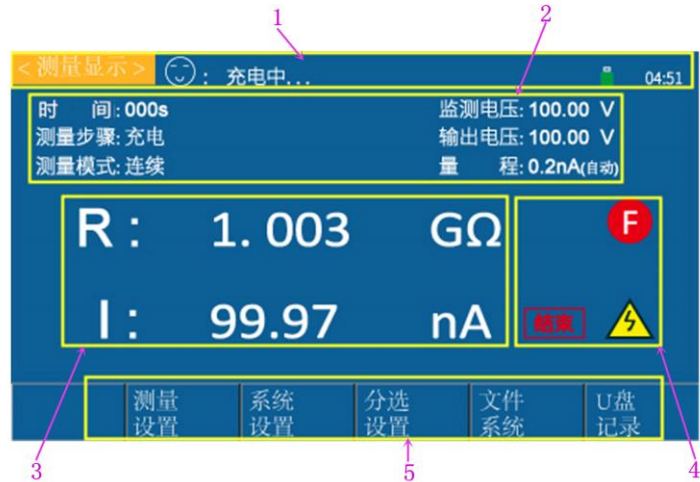 1
2
<测量显示> : 充电中... 04:51
时 间: 000s 监测电压: 100.00 V
测量步骤: 充电 输出电压: 100.00 V
测量模式: 连续 量 程: 0.2nA(自动)
R: 1.003 GΩ
F
I: 99.97 nA
结束
测量设置 系统设置 分选设置 文件系统 U盘记录
3
5
4